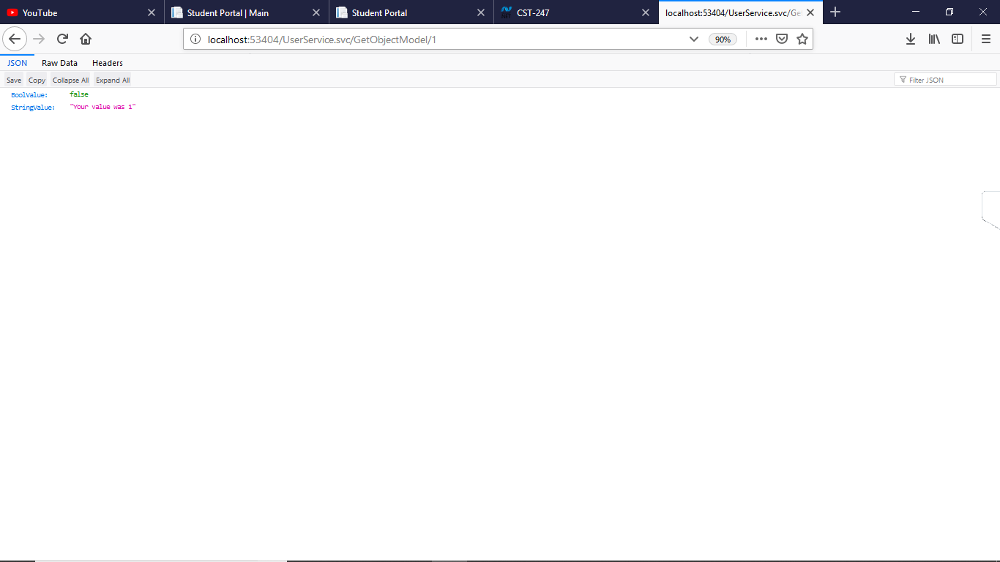 YouTube
Student Portal | Main
Student Portal
CST-247
localhost:53404/UserService.svc/Ge
localhost:53404/UserService.svc/GetObjectModel/1
90%
JSON Raw Data Headers
Save Copy Collapse All Expand All
Filter JSON
BoolValue: false
StringValue: "Your value was 1"